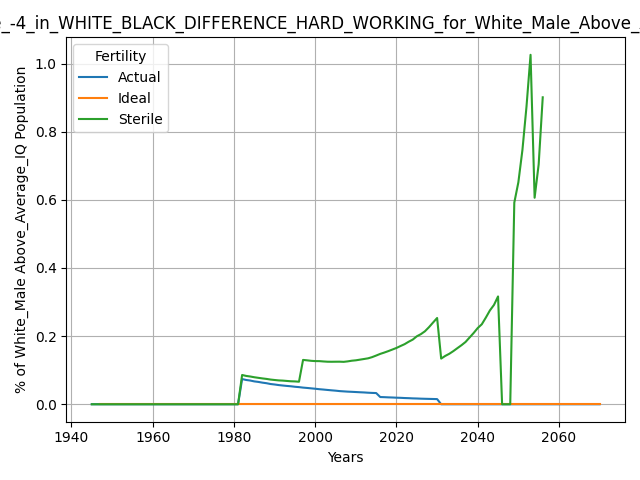 _-4_in_WHITE_BLACK_DIFFERENCE_HARD_WORKING_for_White_Male_Above_
Fertility
Actual
Ideal
Sterile
% of White_Male Above_Average_IQ Population
1.0
0.8
0.6
0.4
0.2
0.0
1940 1960 1980 2000 2020 2040 2060
Years